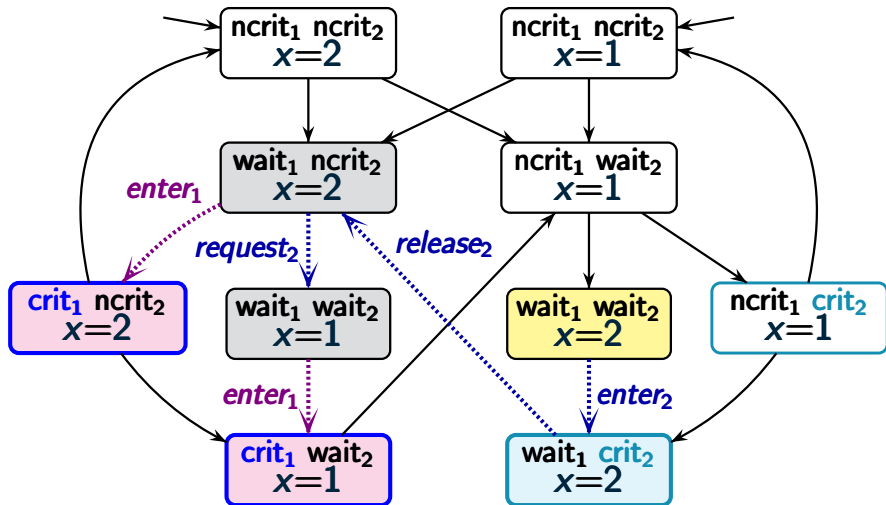 ncrit₁ ncrit₂
x=2
ncrit₁ ncrit₂
x=1
wait₁ ncrit₂
x=2
ncrit₁ wait₂
x=1
enter₁
request₂
release₂
crit₁ ncrit₂
x=2
wait₁ wait₂
x=1
wait₁ wait₂
x=2
ncrit₁ crit₂
x=1
enter₁
enter₂
crit₁ wait₂
x=1
wait₁ crit₂
x=2